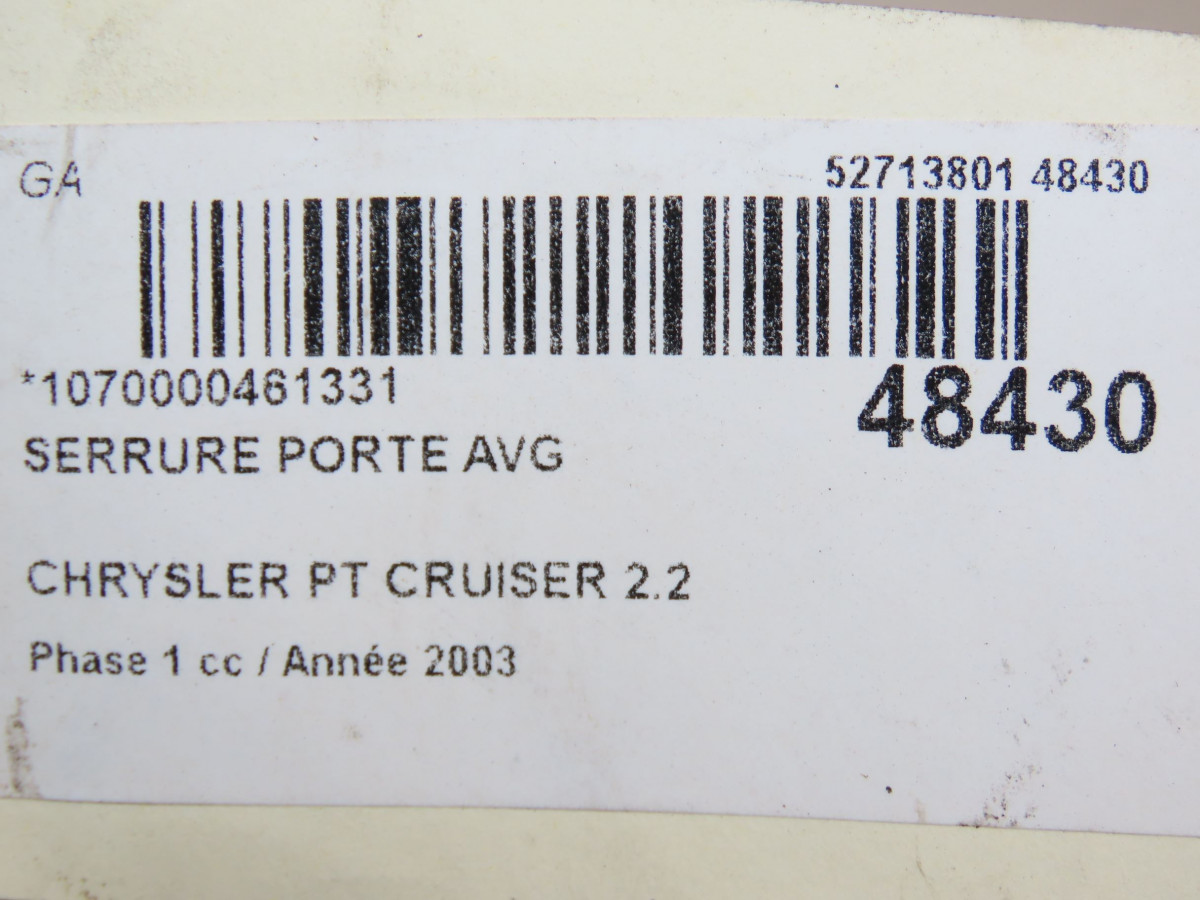 GA
52713801 48430
*1070000461331
48430
SERRURE PORTE AVG
CHRYSLER PT CRUISER 2.2
Phase 1 cc / Année 2003